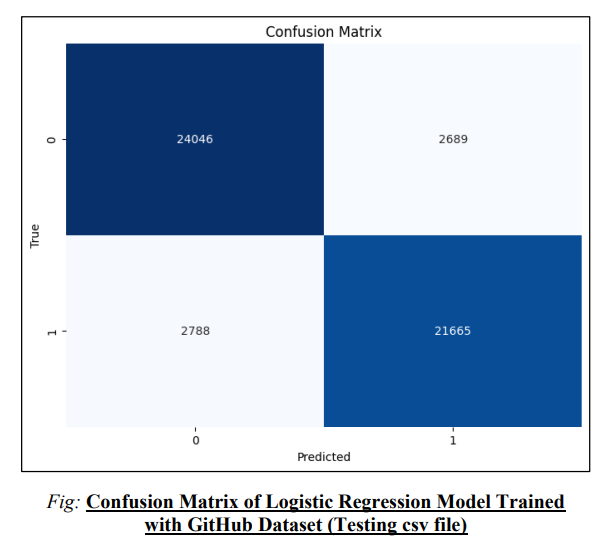 Confusion Matrix
0
24046
2689
True
1
2788
21665
0
1
Predicted
Fig: Confusion Matrix of Logistic Regression Model Trained
with GitHub Dataset (Testing csv file)